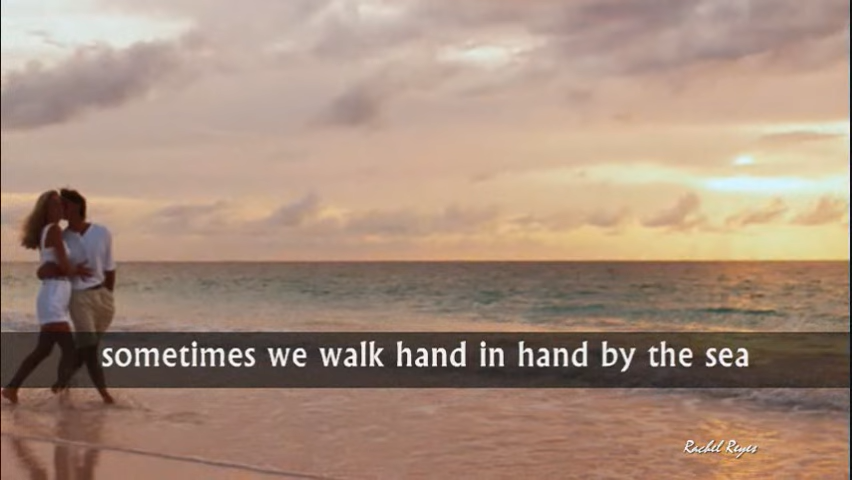 sometimes we walk hand in hand by the sea
Rachel Reyes